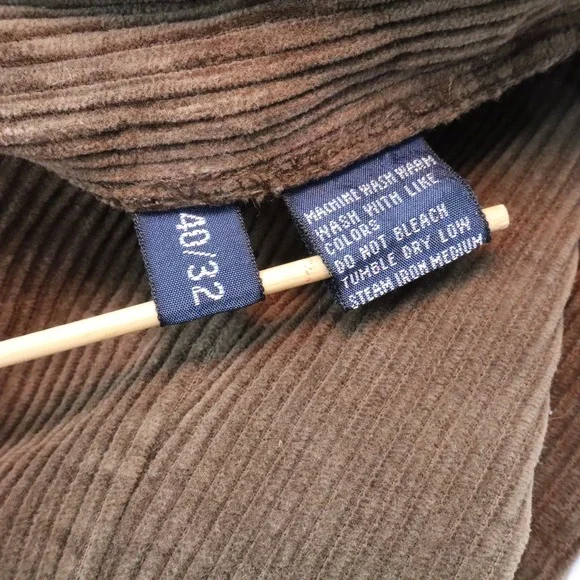 40/32
MACHINE WASH WARM
WASH WITH LIKE
COLORS
DO NOT BLEACH
TUMBLE DRY LOW
STEAM IRON MEDIUM